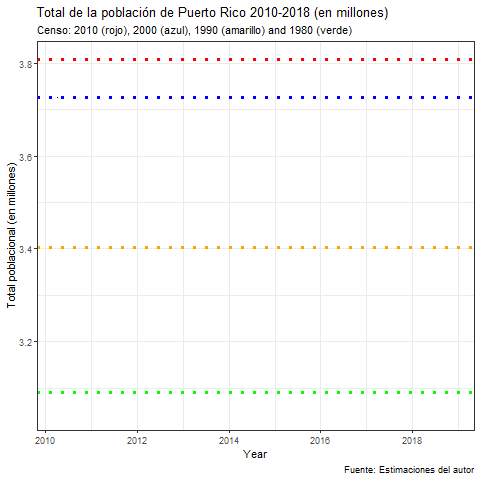 Total de la población de Puerto Rico 2010-2018 (en millones)
Censo: 2010 (rojo), 2000 (azul), 1990 (amarillo) and 1980 (verde)
Total poblacional (en millones)
3.8
3.6
3.4
3.2
2010 2012 2014 2016 2018
Year
Fuente: Estimaciones del autor